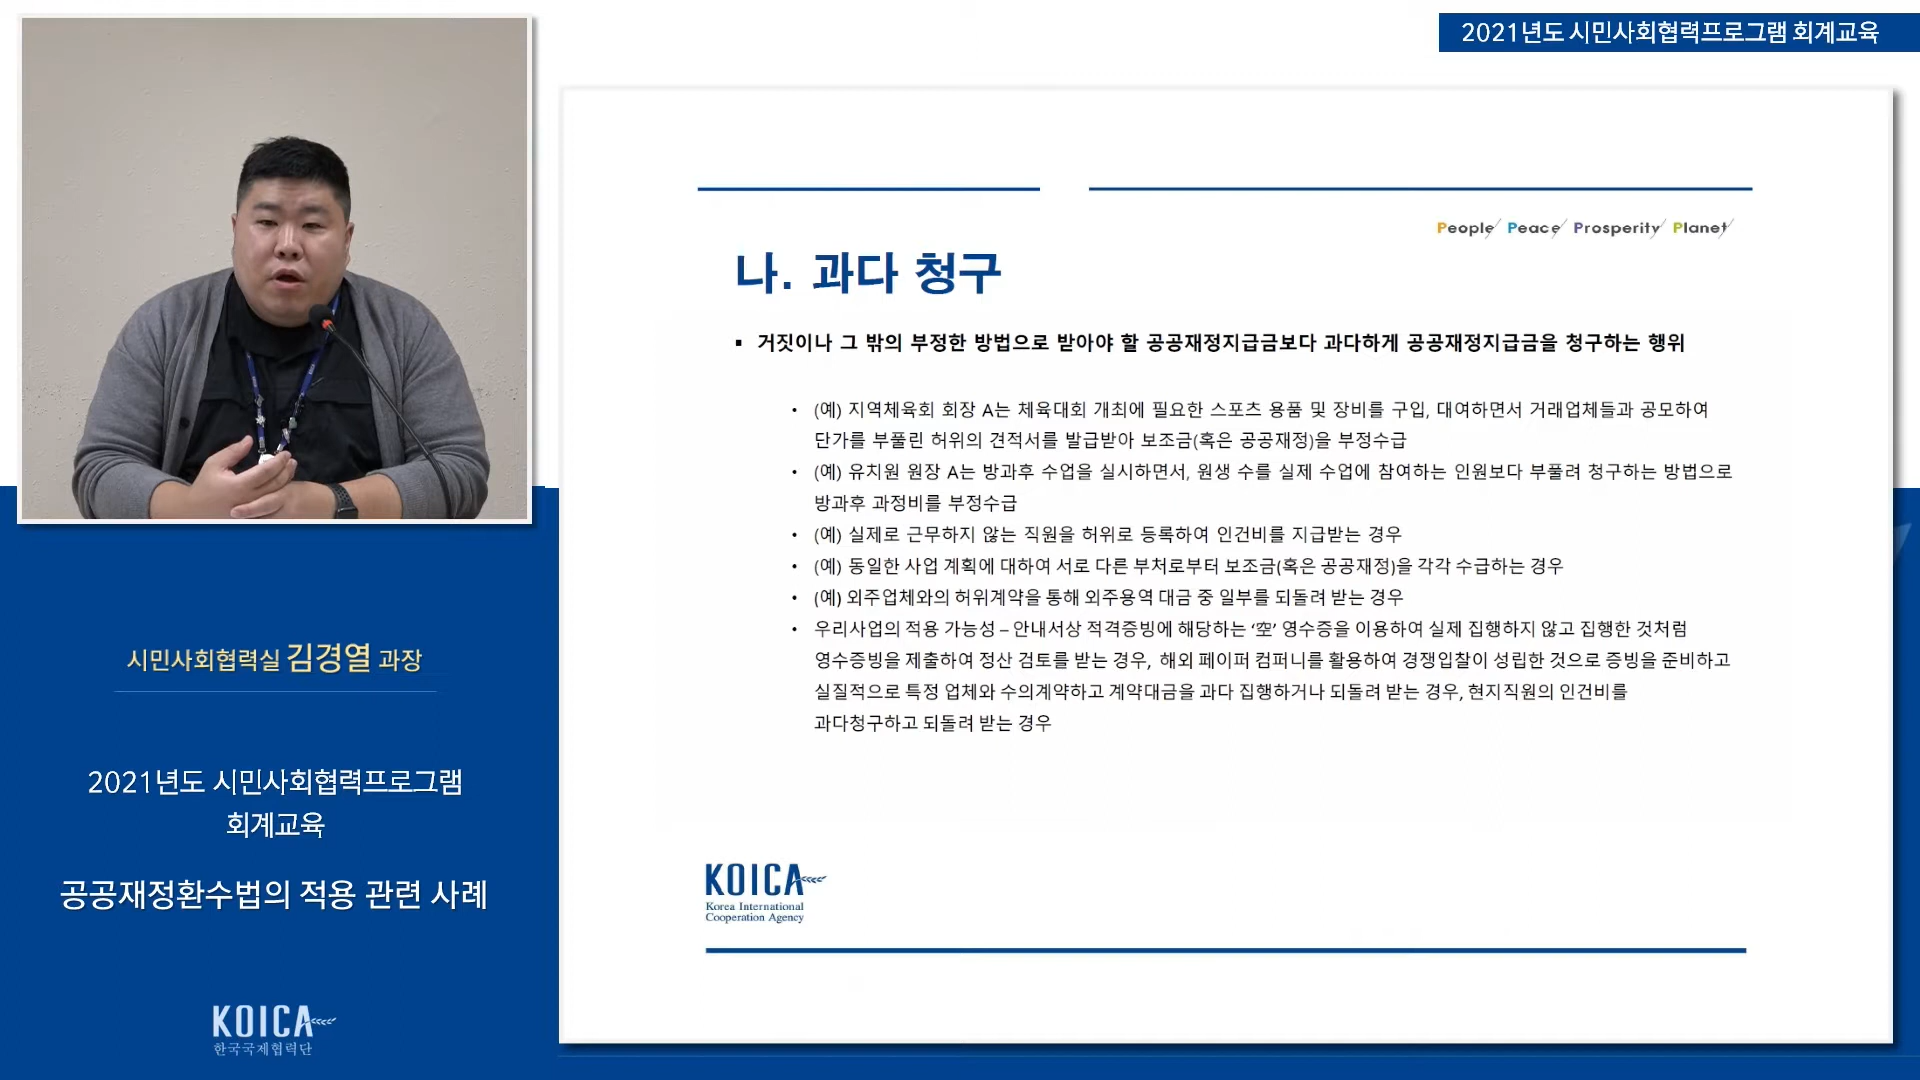 2021년도 시민사회협력프로그램 회계교육
People Peace Prosperity Planet
나. 과다 청구
▪ 거짓이나 그 밖의 부정한 방법으로 받아야 할 공공재정지급금보다 과다하게 공공재정지급금을 청구하는 행위
• (예) 지역체육회 회장 A는 체육대회 개최에 필요한 스포츠 용품 및 장비를 구입, 대여하면서 거래업체들과 공모하여
단가를 부풀린 허위의 견적서를 발급받아 보조금(혹은 공공재정)을 부정수급
• (예) 유치원 원장 A는 방과후 수업을 실시하면서, 원생 수를 실제 수업에 참여하는 인원보다 부풀려 청구하는 방법으로
방과후 과정비를 부정수급
• (예) 실제로 근무하지 않는 직원을 허위로 등록하여 인건비를 지급받는 경우
• (예) 동일한 사업 계획에 대하여 서로 다른 부처로부터 보조금(혹은 공공재정)을 각각 수급하는 경우
• (예) 외주업체와의 허위계약을 통해 외주용역 대금 중 일부를 되돌려 받는 경우
• 우리사업의 적용 가능성 – 안내서상 적격증빙에 해당하는 ‘空’ 영수증을 이용하여 실제 집행하지 않고 집행한 것처럼
영수증빙을 제출하여 정산 검토를 받는 경우, 해외 페이퍼 컴퍼니를 활용하여 경쟁입찰이 성립한 것으로 증빙을 준비하고
실질적으로 특정 업체와 수의계약하고 계약대금을 과다 집행하거나 되돌려 받는 경우, 현지직원의 인건비를
과다청구하고 되돌려 받는 경우
KOICA
Korea International
Cooperation Agency
시민사회협력실 김경열 과장
2021년도 시민사회협력프로그램
회계교육
공공재정환수법의 적용 관련 사례
KOICA
한국국제협력단